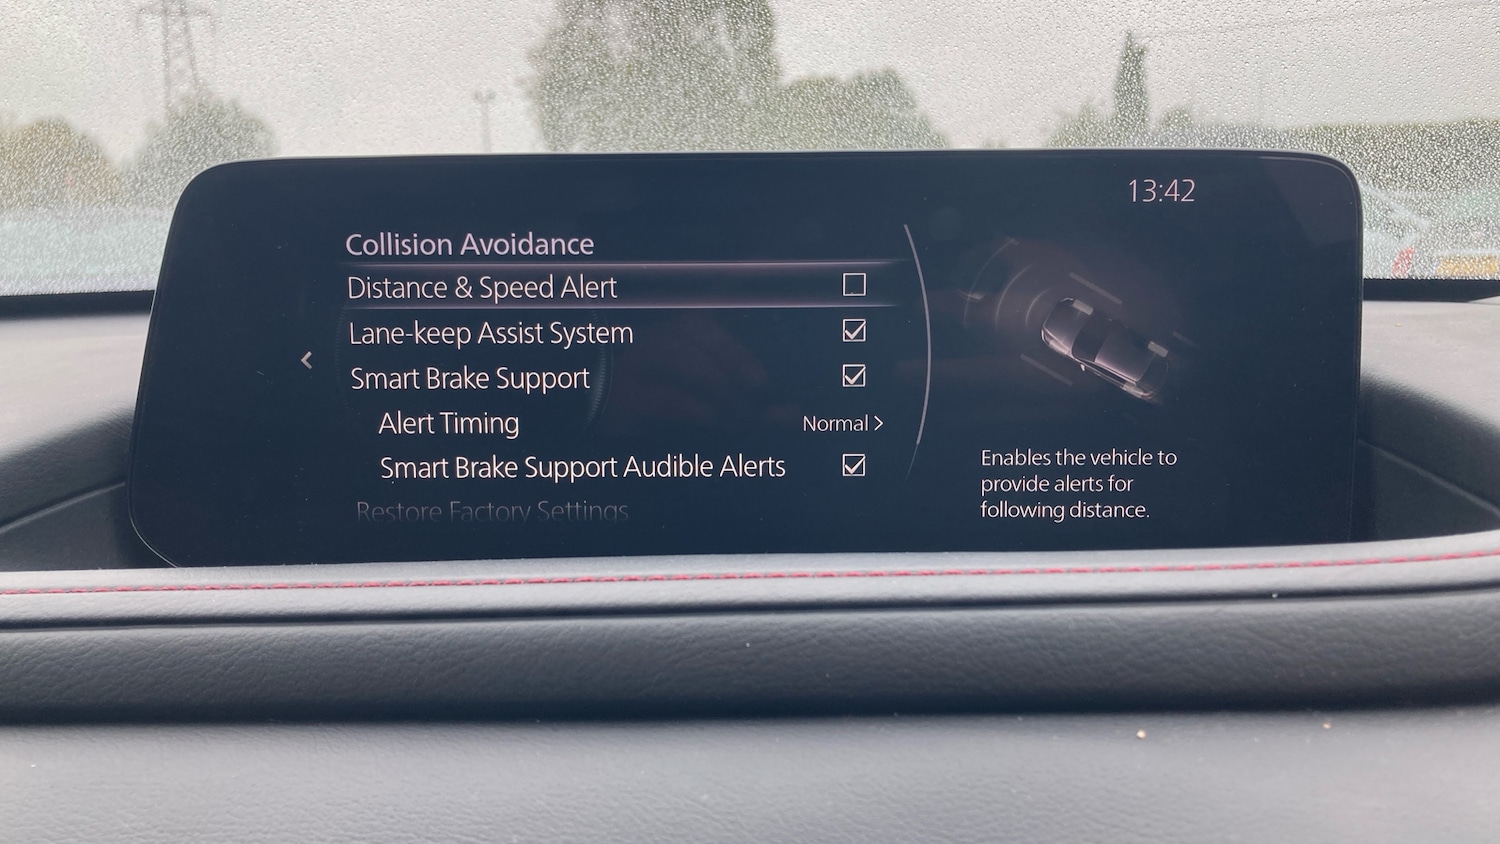 13:42
Collision Avoidance
Distance & Speed Alert
Lane-keep Assist System
Smart Brake Support
Alert Timing Normal >
Smart Brake Support Audible Alerts
Restore Factory Settings
Enables the vehicle to
provide alerts for
following distance.